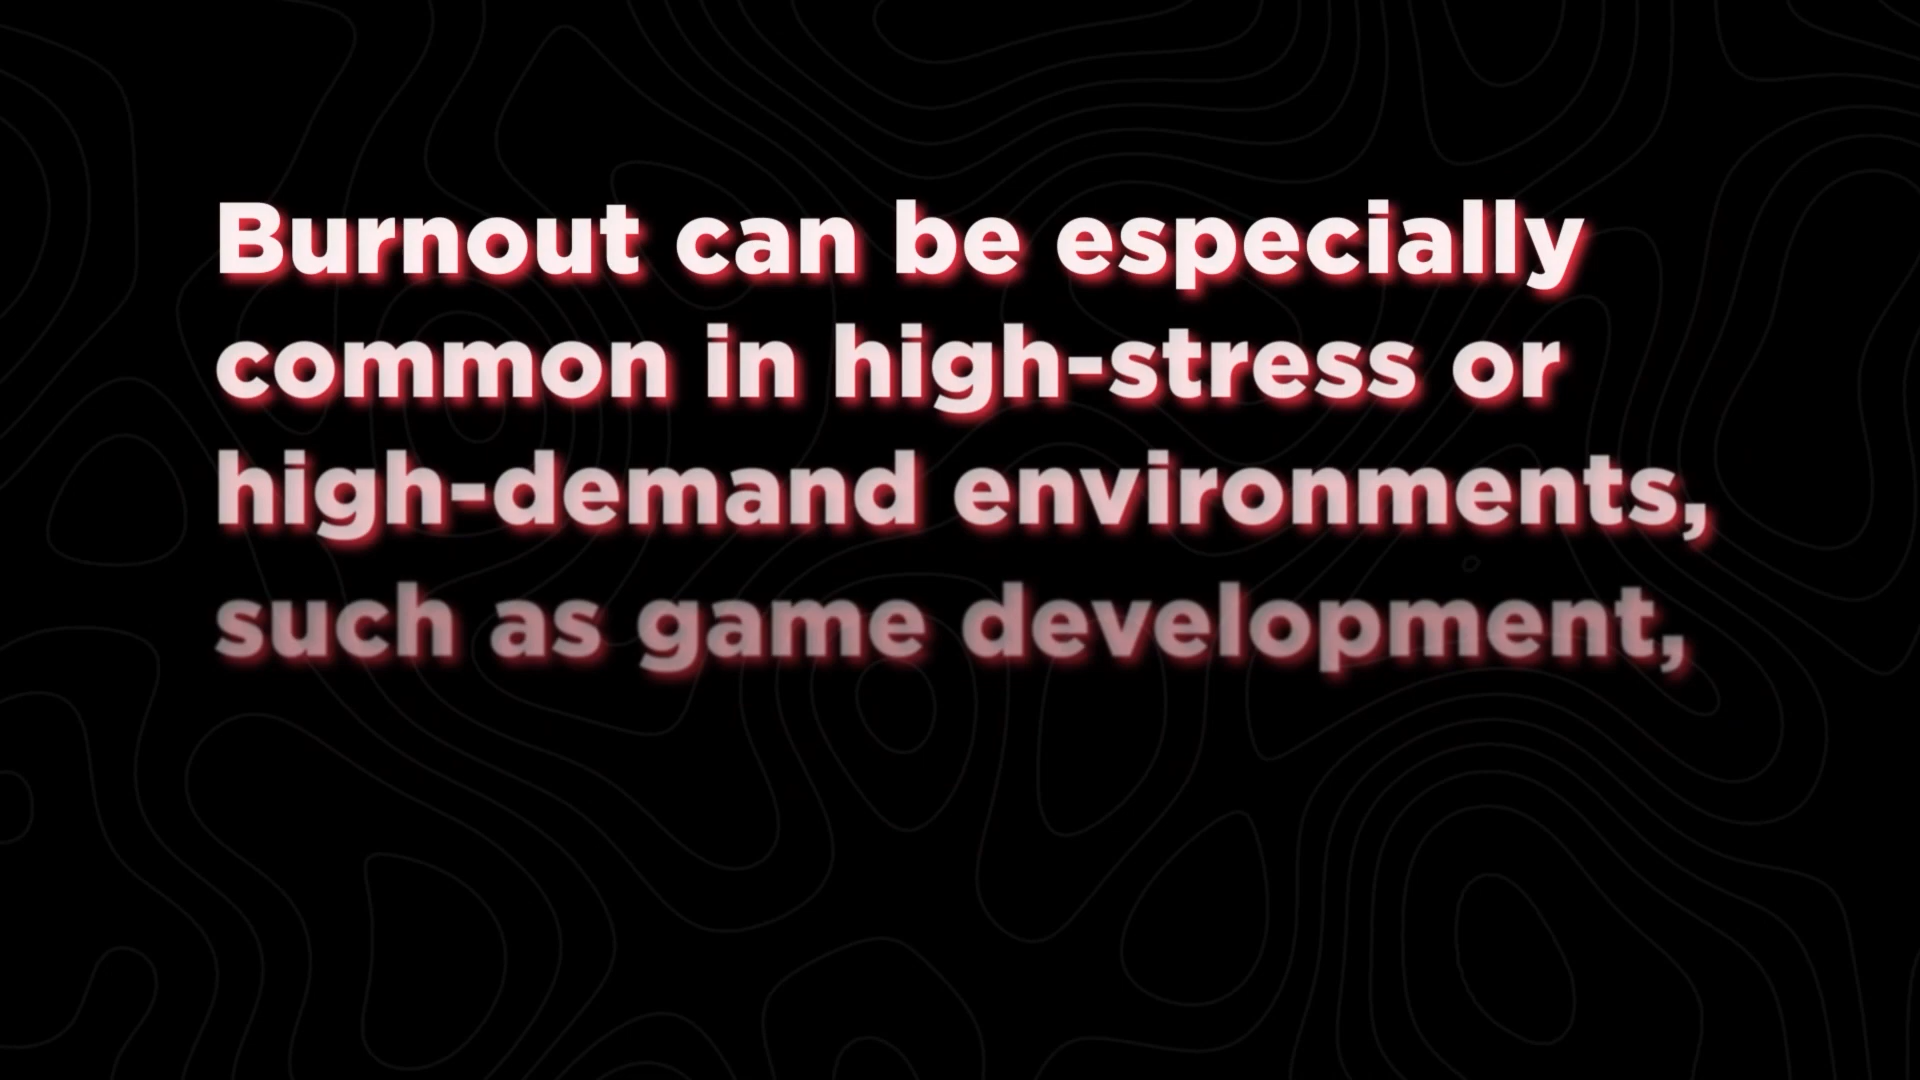 Burnout can be especially
common in high-stress or
high-demand environments,
such as game development,